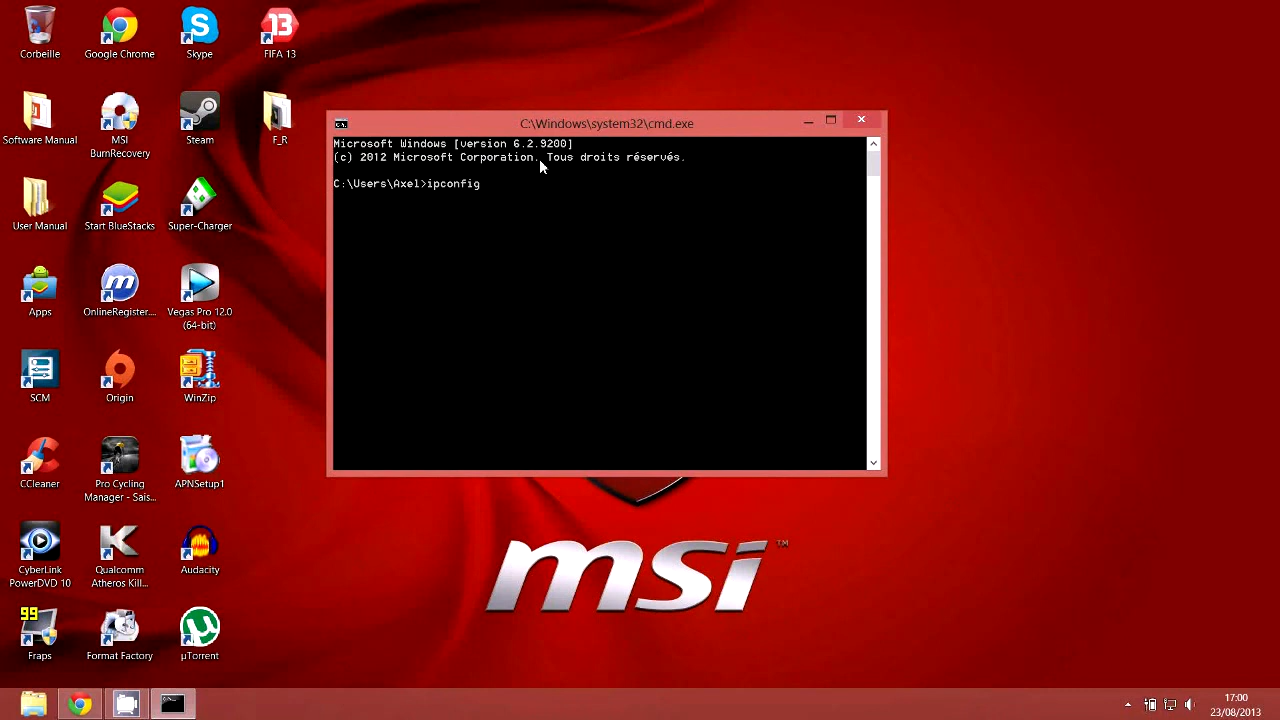 Corbeille
Google Chrome
Skype
13
FIFA 13
Software Manual
MSI
BurnRecovery
Steam
F_R
User Manual
Start BlueStacks
Super-Charger
Apps
OnlineRegister....
Vegas Pro 12.0
(64-bit)
SCM
Origin
WinZip
CCleaner
Pro Cycling
Manager - Sais...
APNSetup1
CyberLink
PowerDVD 10
Qualcomm
Atheros Kill...
Audacity
99
Fraps
Format Factory
µTorrent
C:\Windows\system32\cmd.exe
Microsoft Windows [version 6.2.9200]
(c) 2012 Microsoft Corporation. Tous droits réservés.
C:\Users\Axel>ipconfig
msi™
17:00
23/08/2013